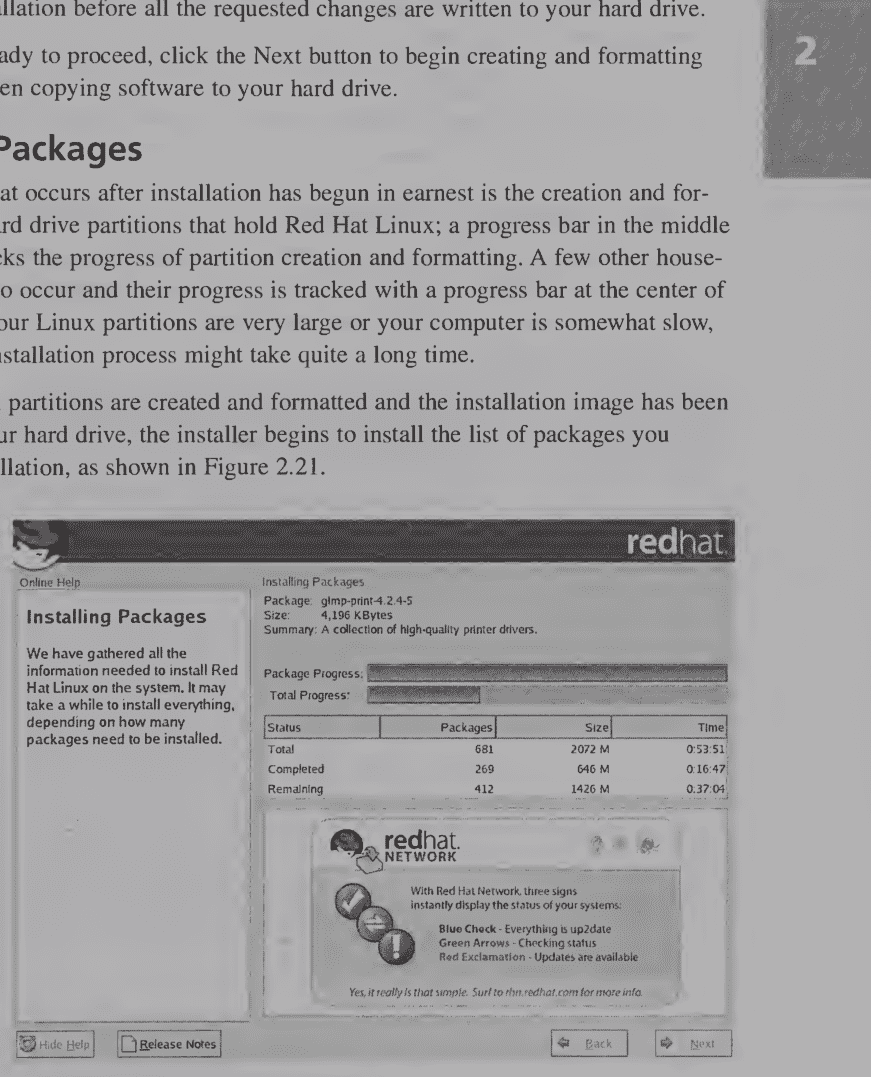 llation before all the requested changes are written to your hard drive.
2
ady to proceed, click the Next button to begin creating and formatting
en copying software to your hard drive.
Packages
at occurs after installation has begun in earnest is the creation and for-
rd drive partitions that hold Red Hat Linux; a progress bar in the middle
cks the progress of partition creation and formatting. A few other house-
o occur and their progress is tracked with a progress bar at the center of
our Linux partitions are very large or your computer is somewhat slow,
nstallation process might take quite a long time.
partitions are created and formatted and the installation image has been
ur hard drive, the installer begins to install the list of packages you
llation, as shown in Figure 2.21.
redhat.
Online Help
Installing Packages
We have gathered all the
information needed to install Red
Hat Linux on the system. It may
take a while to install everything,
depending on how many
packages need to be installed.
Installing Packages
Package: gimp-print-4.2.4-5
Size: 4,196 KBytes
Summary: A collection of high-quality printer drivers.
Package Progress:
Total Progress:
Status Packages Size Time
Total 681 2072 M 0:53:51
Completed 269 646 M 0:16:47
Remaining 412 1426 M 0:37:04
redhat.
NETWORK
With Red Hat Network, three signs
instantly display the status of your systems:
Blue Check - Everything is up2date
Green Arrows - Checking status
Red Exclamation - Updates are available
Yes, it really is that simple. Surf to rhn.redhat.com for more info.
Hide Help
Release Notes
Back
Next